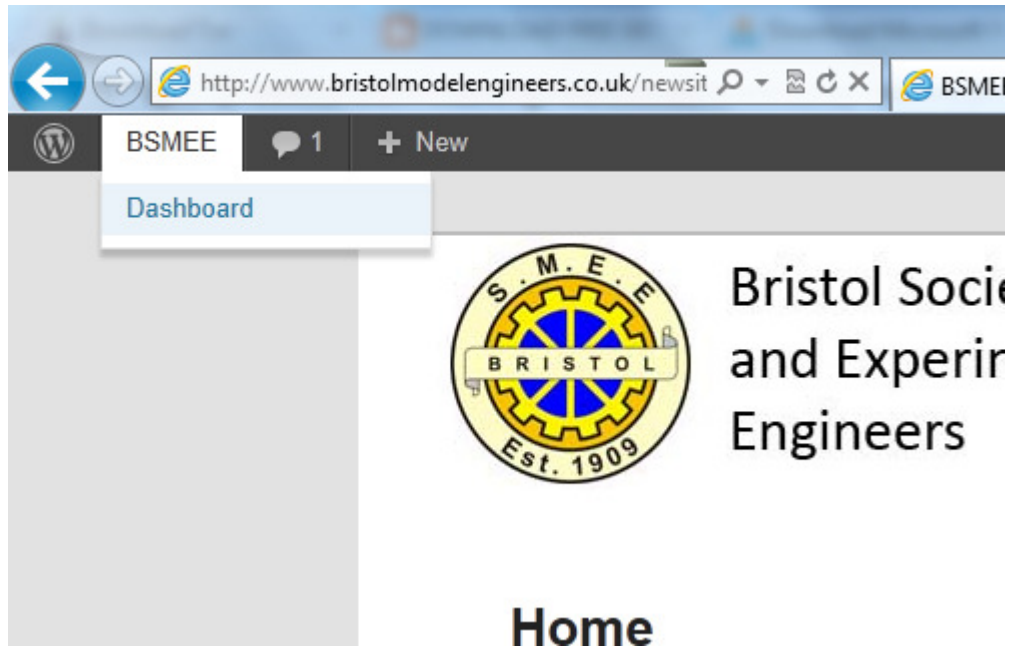 http://www.bristolmodelengineers.co.uk/newsit
BSMEE
BSMEE 1 + New
Dashboard
S. M. E. E
BRISTOL
Est. 1909
Bristol Socie
and Experir
Engineers
Home